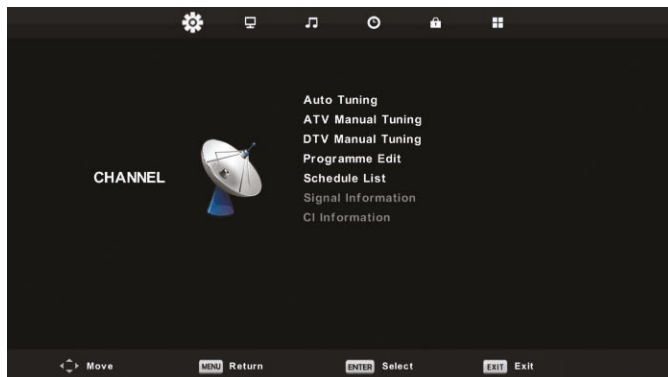 Auto Tuning
ATV Manual Tuning
DTV Manual Tuning
Programme Edit
CHANNEL
Schedule List
Signal Information
CI Information
Move MENU Return ENTER Select EXIT Exit